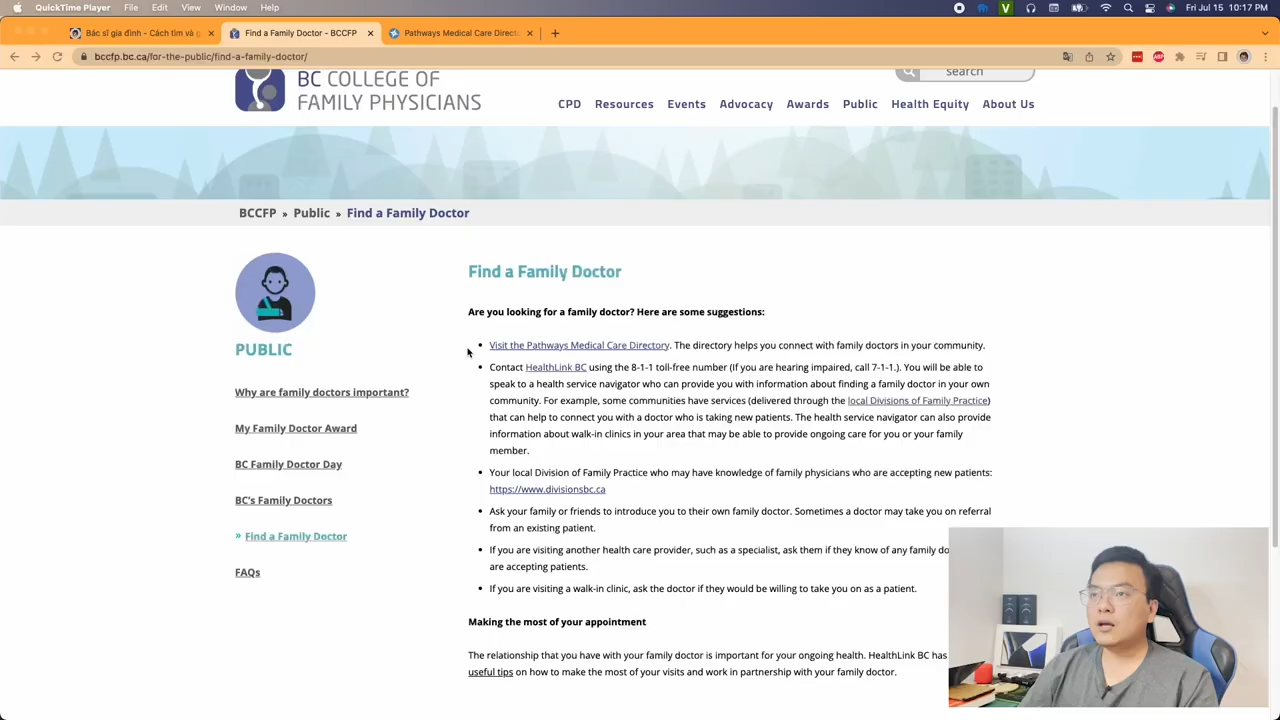 QuickTime Player File Edit View Window Help
Fri Jul 15 10:17 PM
Bác sĩ gia đình - Cách tìm và g
Find a Family Doctor - BCCFP
Pathways Medical Care Direct
bccfp.bc.ca/for-the-public/find-a-family-doctor/
BC COLLEGE OF
FAMILY PHYSICIANS
search
CPD Resources Events Advocacy Awards Public Health Equity About Us
BCCFP » Public » Find a Family Doctor
PUBLIC
Why are family doctors important?
My Family Doctor Award
BC Family Doctor Day
BC's Family Doctors
» Find a Family Doctor
FAQs
Find a Family Doctor
Are you looking for a family doctor? Here are some suggestions:
• Visit the Pathways Medical Care Directory. The directory helps you connect with family doctors in your community.
• Contact HealthLink BC using the 8-1-1 toll-free number (If you are hearing impaired, call 7-1-1.). You will be able to
speak to a health service navigator who can provide you with information about finding a family doctor in your own
community. For example, some communities have services (delivered through the local Divisions of Family Practice)
that can help to connect you with a doctor who is taking new patients. The health service navigator can also provide
information about walk-in clinics in your area that may be able to provide ongoing care for you or your family
member.
• Your local Division of Family Practice who may have knowledge of family physicians who are accepting new patients:
https://www.divisionsbc.ca
• Ask your family or friends to introduce you to their own family doctor. Sometimes a doctor may take you on referral
from an existing patient.
• If you are visiting another health care provider, such as a specialist, ask them if they know of any family do
are accepting patients.
• If you are visiting a walk-in clinic, ask the doctor if they would be willing to take you on as a patient.
Making the most of your appointment
The relationship that you have with your family doctor is important for your ongoing health. HealthLink BC has
useful tips on how to make the most of your visits and work in partnership with your family doctor.